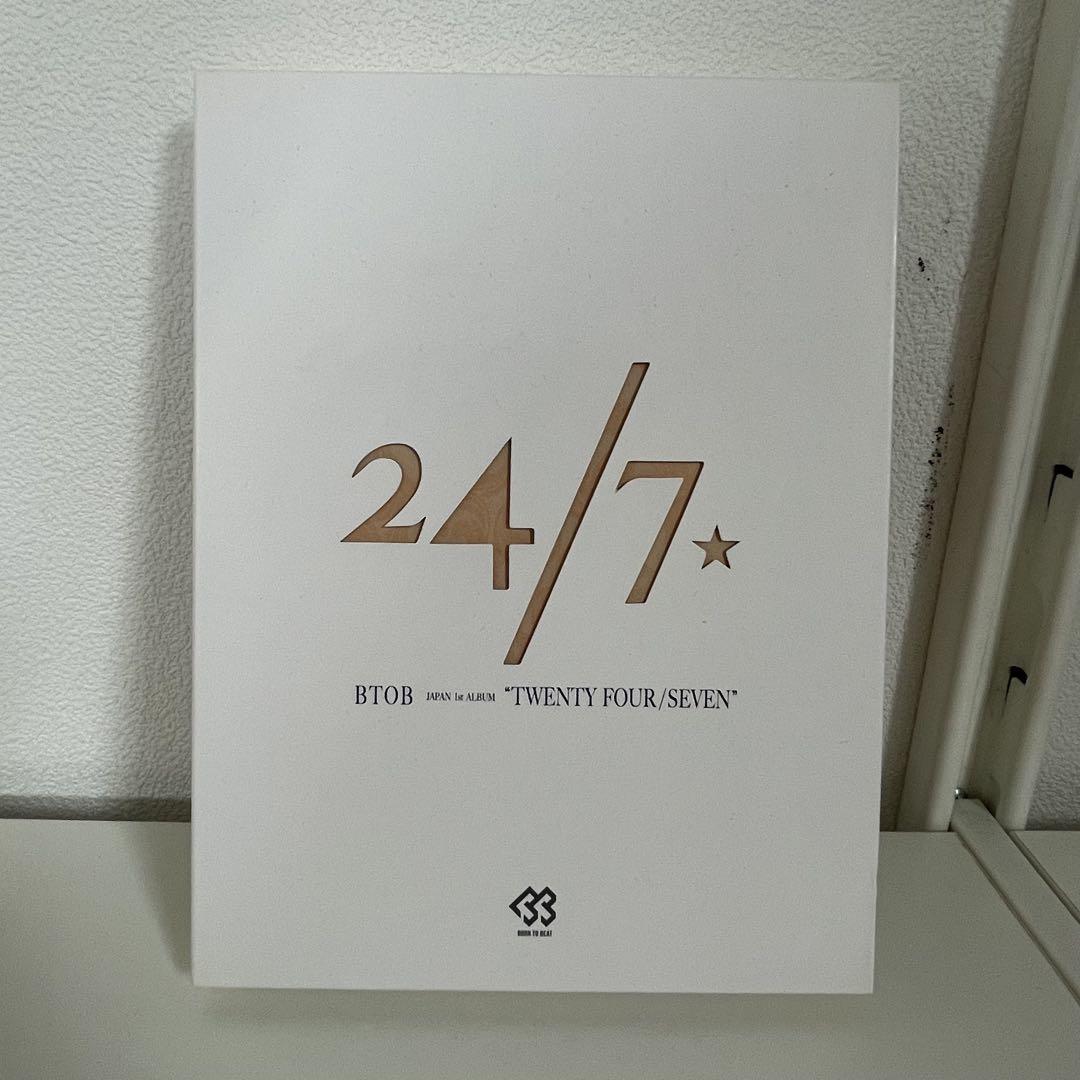 24/7★
BTOB JAPAN 1st ALBUM “TWENTY FOUR/SEVEN”
BORN TO BEAT